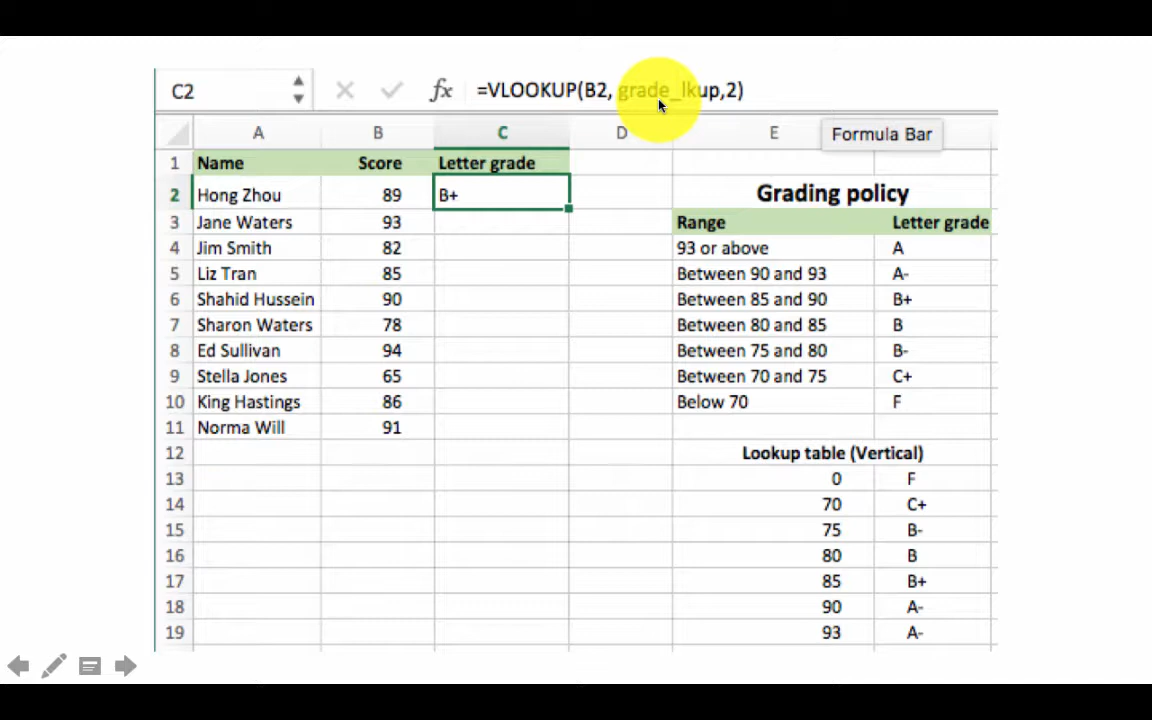 C2 fx =VLOOKUP(B2, grade_lkup,2)
A B C D E Formula Bar
1 Name Score Letter grade
2 Hong Zhou 89 B+ Grading policy
3 Jane Waters 93 Range Letter grade
4 Jim Smith 82 93 or above A
5 Liz Tran 85 Between 90 and 93 A-
6 Shahid Hussein 90 Between 85 and 90 B+
7 Sharon Waters 78 Between 80 and 85 B
8 Ed Sullivan 94 Between 75 and 80 B-
9 Stella Jones 65 Between 70 and 75 C+
10 King Hastings 86 Below 70 F
11 Norma Will 91
12 Lookup table (Vertical)
13 0 F
14 70 C+
15 75 B-
16 80 B
17 85 B+
18 90 A-
19 93 A-